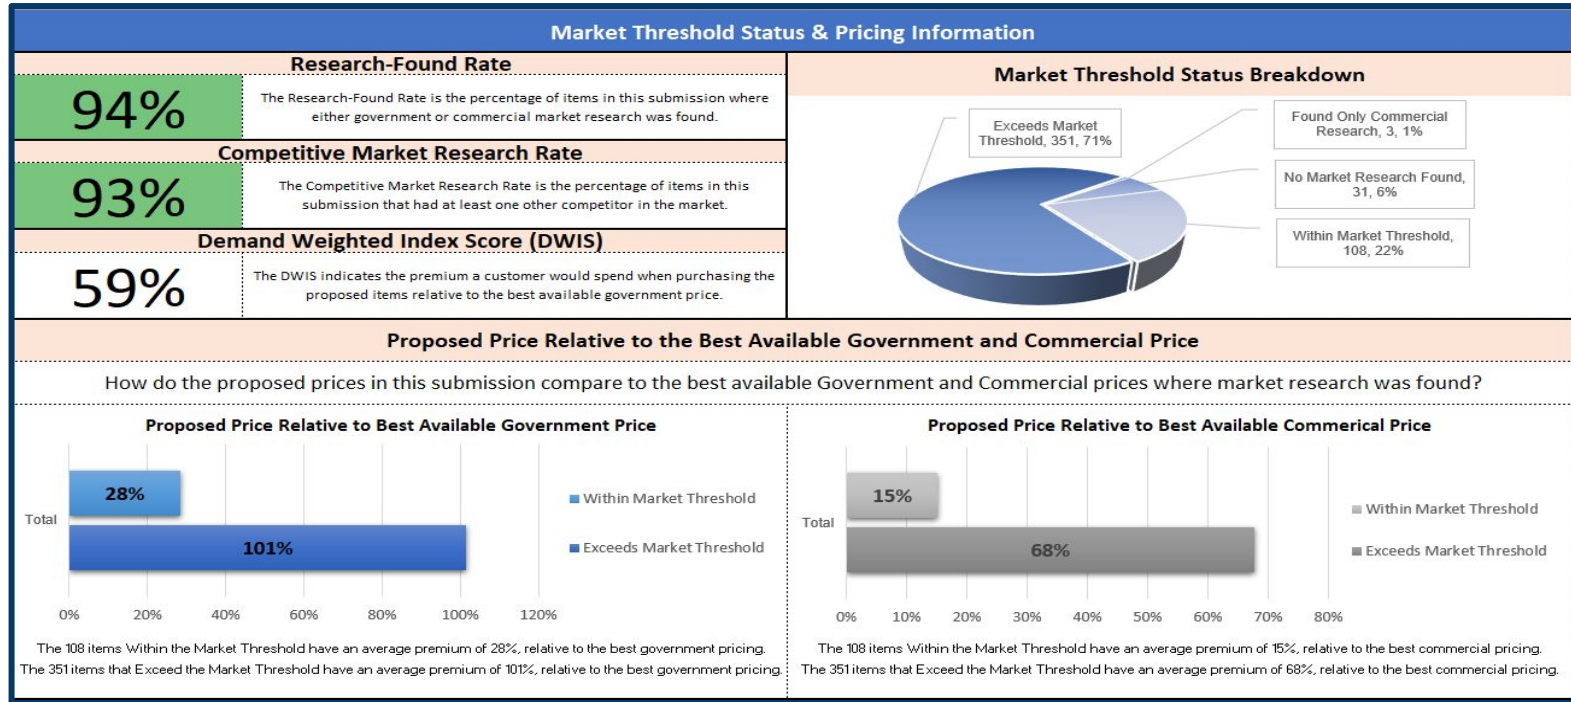 Market Threshold Status & Pricing Information
Research-Found Rate
94%
The Research-Found Rate is the percentage of items in this submission where
either government or commercial market research was found.
Competitive Market Research Rate
93%
The Competitive Market Research Rate is the percentage of items in this
submission that had at least one other competitor in the market.
Demand Weighted Index Score (DWIS)
59%
The DWIS indicates the premium a customer would spend when purchasing the
proposed items relative to the best available government price.
Market Threshold Status Breakdown
Exceeds Market
Threshold, 351, 71%
Found Only Commercial
Research, 3, 1%
No Market Research Found,
31, 6%
Within Market Threshold,
108, 22%
Proposed Price Relative to the Best Available Government and Commercial Price
How do the proposed prices in this submission compare to the best available Government and Commercial prices where market research was found?
Proposed Price Relative to Best Available Government Price
28%
Total
101%
Within Market Threshold
Exceeds Market Threshold
0% 20% 40% 60% 80% 100% 120%
The 108 items Within the Market Threshold have an average premium of 28%, relative to the best government pricing.
The 351 items that Exceed the Market Threshold have an average premium of 101%, relative to the best government pricing.
Proposed Price Relative to Best Available Commerical Price
15%
Total
68%
Within Market Threshold
Exceeds Market Threshold
0% 10% 20% 30% 40% 50% 60% 70% 80%
The 108 items Within the Market Threshold have an average premium of 15%, relative to the best commercial pricing.
The 351 items that Exceed the Market Threshold have an average premium of 68%, relative to the best commercial pricing.